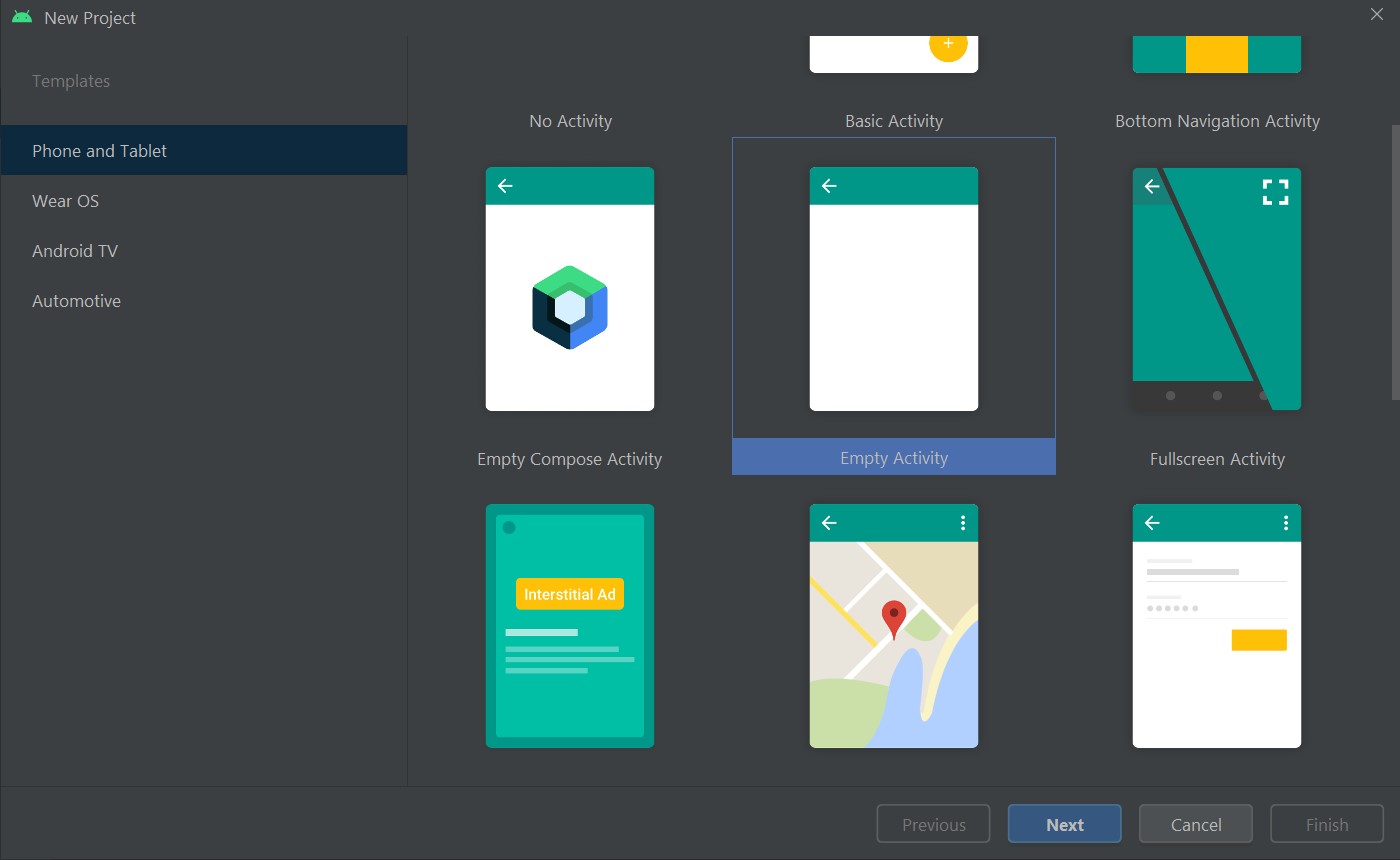 New Project
Templates
Phone and Tablet
Wear OS
Android TV
Automotive
No Activity
Basic Activity
Bottom Navigation Activity
Empty Compose Activity
Empty Activity
Fullscreen Activity
Interstitial Ad
Previous
Next
Cancel
Finish